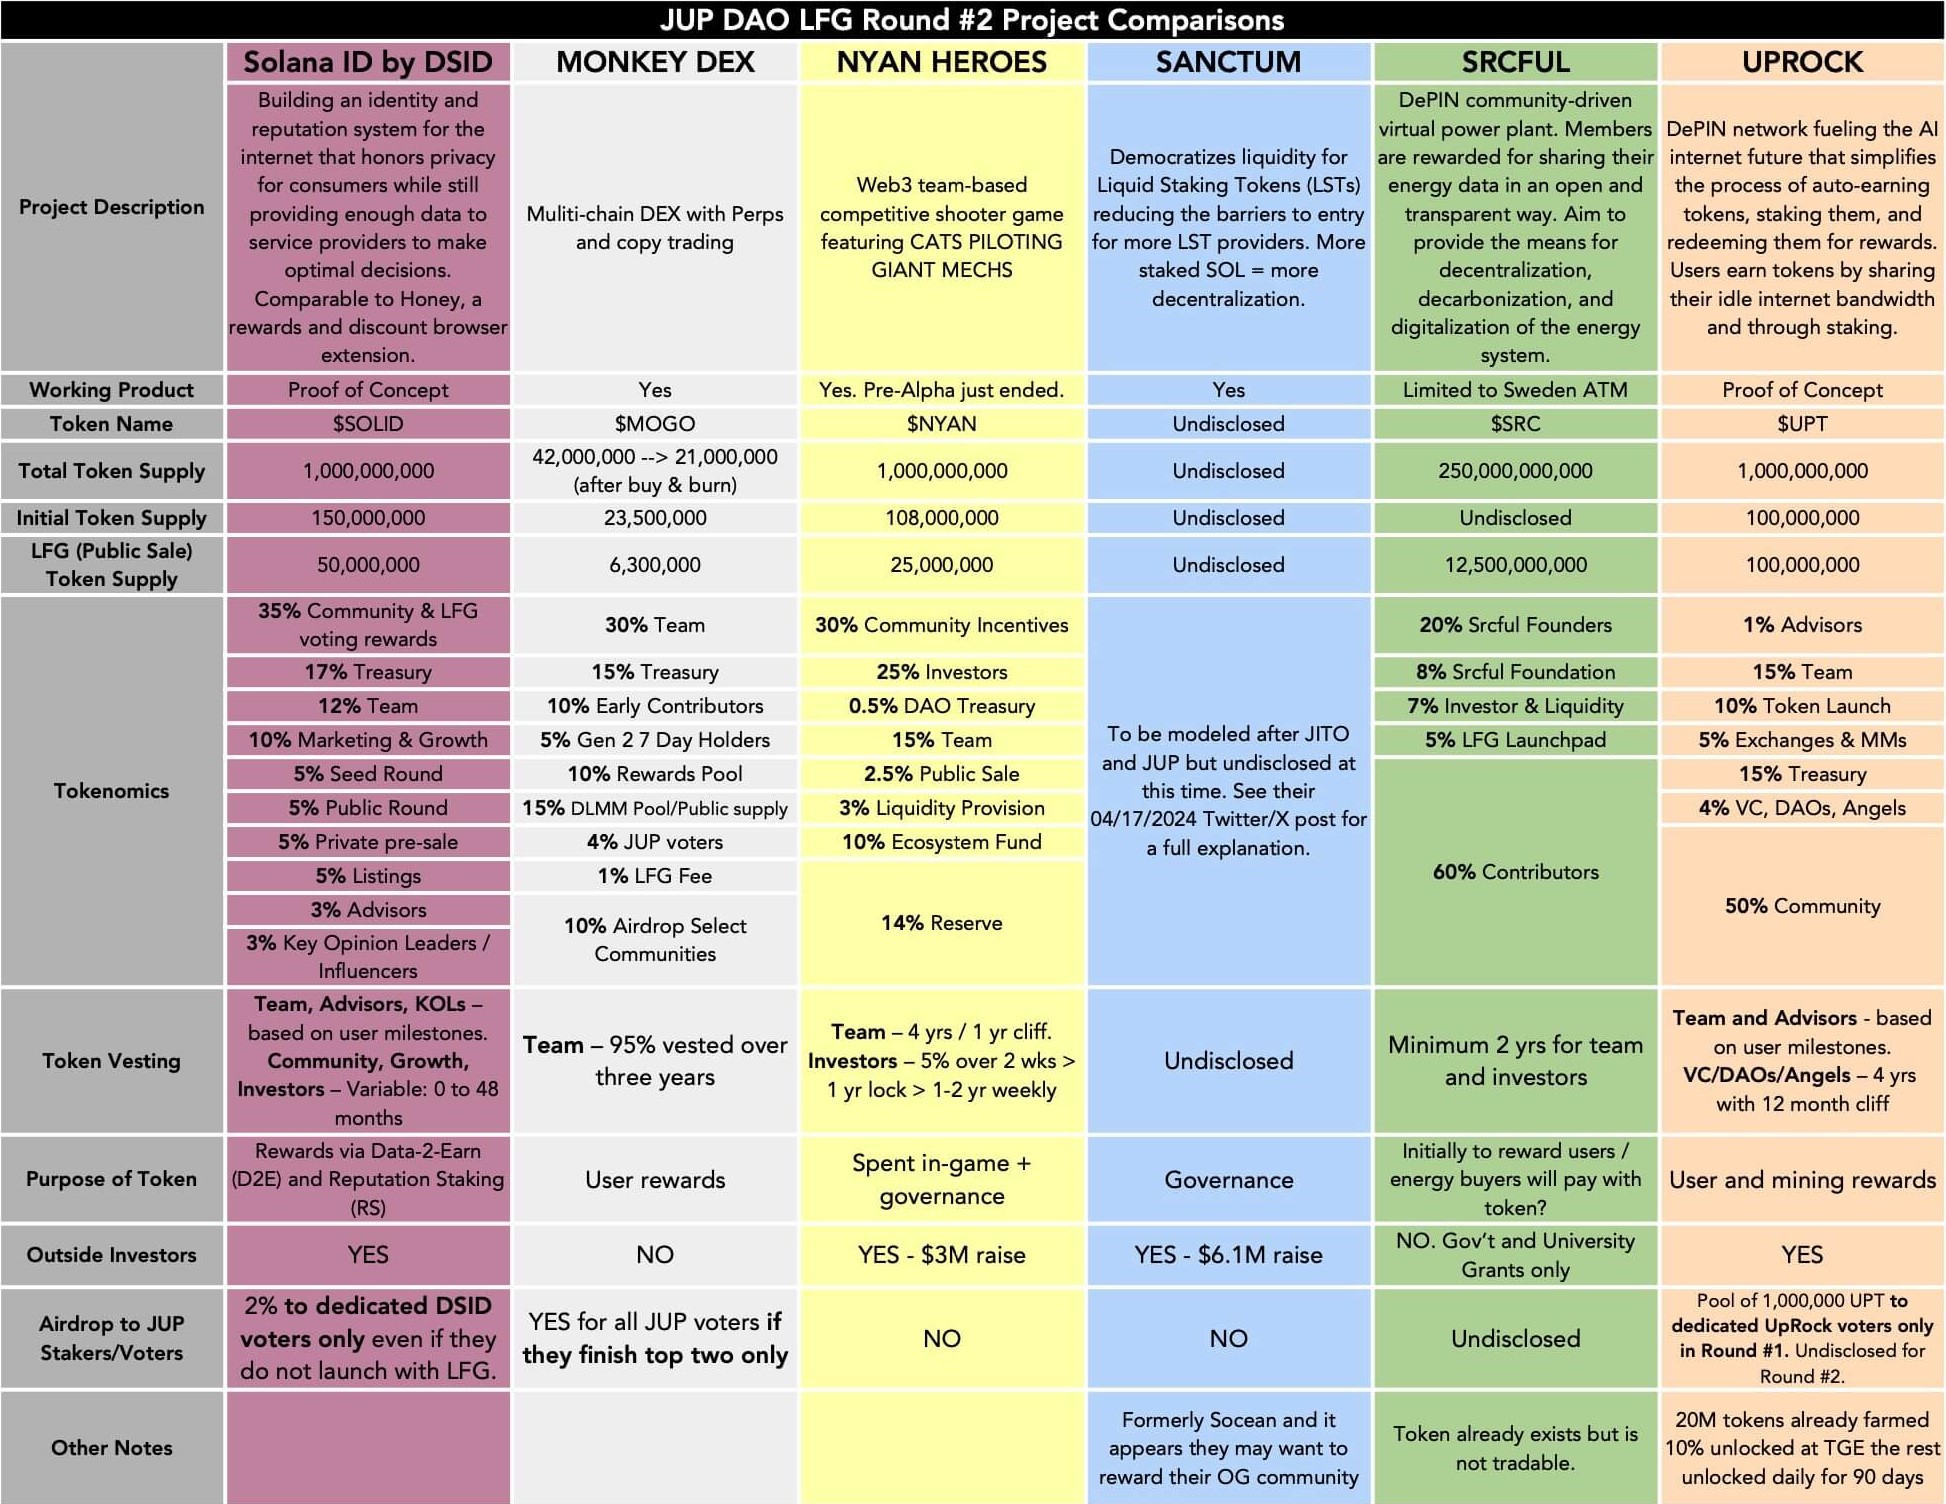 JUP DAO LFG Round #2 Project Comparisons
Solana ID by DSID
MONKEY DEX
NYAN HEROES
SANCTUM
SRCFUL
UPROCK
Project Description
Building an identity and
reputation system for the
internet that honors privacy
for consumers while still
providing enough data to
service providers to make
optimal decisions.
Comparable to Honey, a
rewards and discount browser
extension.
Muliti-chain DEX with Perps
and copy trading
Web3 team-based
competitive shooter game
featuring CATS PILOTING
GIANT MECHS
Democratizes liquidity for
Liquid Staking Tokens (LSTs)
reducing the barriers to entry
for more LST providers. More
staked SOL = more
decentralization.
DePIN community-driven
virtual power plant. Members
are rewarded for sharing their
energy data in an open and
transparent way. Aim to
provide the means for
decentralization,
decarbonization, and
digitalization of the energy
system.
DePIN network fueling the AI
internet future that simplifies
the process of auto-earning
tokens, staking them, and
redeeming them for rewards.
Users earn tokens by sharing
their idle internet bandwidth
and through staking.
Working Product
Proof of Concept
Yes
Yes. Pre-Alpha just ended.
Yes
Limited to Sweden ATM
Proof of Concept
Token Name
$SOLID
$MOGO
$NYAN
Undisclosed
$SRC
$UPT
Total Token Supply
1,000,000,000
42,000,000 --> 21,000,000
(after buy & burn)
1,000,000,000
Undisclosed
250,000,000,000
1,000,000,000
Initial Token Supply
150,000,000
23,500,000
108,000,000
Undisclosed
Undisclosed
100,000,000
LFG (Public Sale)
Token Supply
50,000,000
6,300,000
25,000,000
Undisclosed
12,500,000,000
100,000,000
Tokenomics
35% Community & LFG
voting rewards
17% Treasury
12% Team
10% Marketing & Growth
5% Seed Round
5% Public Round
5% Private pre-sale
5% Listings
3% Advisors
3% Key Opinion Leaders /
Influencers
30% Team
15% Treasury
10% Early Contributors
5% Gen 2 7 Day Holders
10% Rewards Pool
15% DLMM Pool/Public supply
4% JUP voters
1% LFG Fee
10% Airdrop Select
Communities
30% Community Incentives
25% Investors
0.5% DAO Treasury
15% Team
2.5% Public Sale
3% Liquidity Provision
10% Ecosystem Fund
14% Reserve
To be modeled after JITO
and JUP but undisclosed at
this time. See their
04/17/2024 Twitter/X post for
a full explanation.
20% Srcful Founders
8% Srcful Foundation
7% Investor & Liquidity
5% LFG Launchpad
60% Contributors
1% Advisors
15% Team
10% Token Launch
5% Exchanges & MMs
15% Treasury
4% VC, DAOs, Angels
50% Community
Token Vesting
Team, Advisors, KOLs –
based on user milestones.
Community, Growth,
Investors – Variable: 0 to 48
months
Team – 95% vested over
three years
Team – 4 yrs / 1 yr cliff.
Investors – 5% over 2 wks >
1 yr lock > 1-2 yr weekly
Undisclosed
Minimum 2 yrs for team
and investors
Team and Advisors - based
on user milestones.
VC/DAOs/Angels – 4 yrs
with 12 month cliff
Purpose of Token
Rewards via Data-2-Earn
(D2E) and Reputation Staking
(RS)
User rewards
Spent in-game +
governance
Governance
Initially to reward users /
energy buyers will pay with
token?
User and mining rewards
Outside Investors
YES
NO
YES - $3M raise
YES - $6.1M raise
NO. Gov't and University
Grants only
YES
Airdrop to JUP
Stakers/Voters
2% to dedicated DSID
voters only even if they
do not launch with LFG.
YES for all JUP voters if
they finish top two only
NO
NO
Undisclosed
Pool of 1,000,000 UPT to
dedicated UpRock voters only
in Round #1. Undisclosed for
Round #2.
Other Notes
Formerly Socean and it
appears they may want to
reward their OG community
Token already exists but is
not tradable.
20M tokens already farmed
10% unlocked at TGE the rest
unlocked daily for 90 days